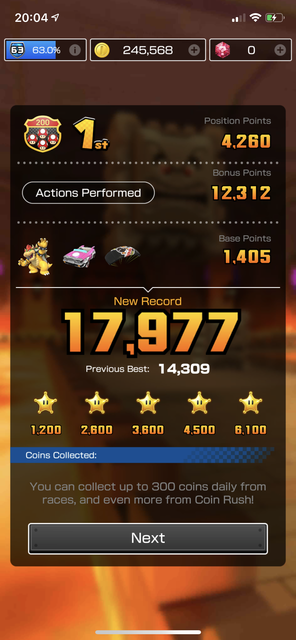 20:04
63 63.0% i 245,568 + 0 +
200 1st Position Points
4,260
Bonus Points
Actions Performed 12,312
Base Points
1,405
New Record
17,977
Previous Best: 14,309
1,200 2,600 3,600 4,500 6,100
Coins Collected:
You can collect up to 300 coins daily from
races, and even more from Coin Rush!
Next